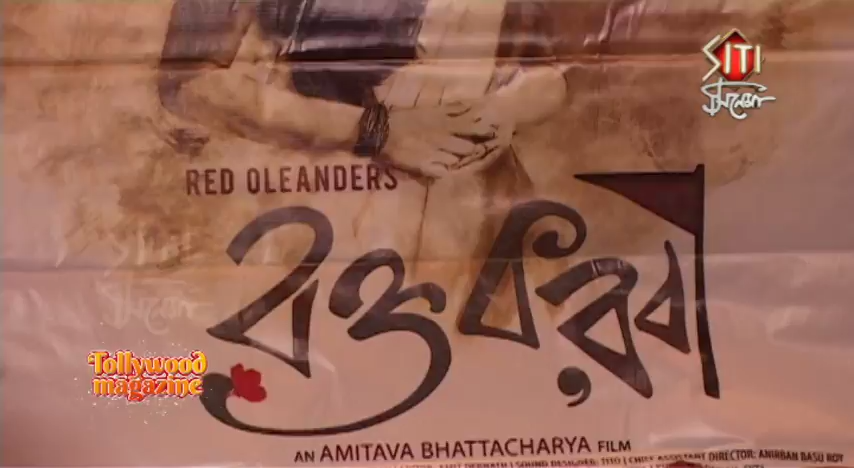 SITI
সিনেমা
RED OLEANDERS
রক্তকরবী
Tollywood
magazine
AN AMITAVA BHATTACHARYA FILM
SOUND DESIGNER: TITO | CHIEF ASSISTANT DIRECTOR: ANIRBAN BASU ROY